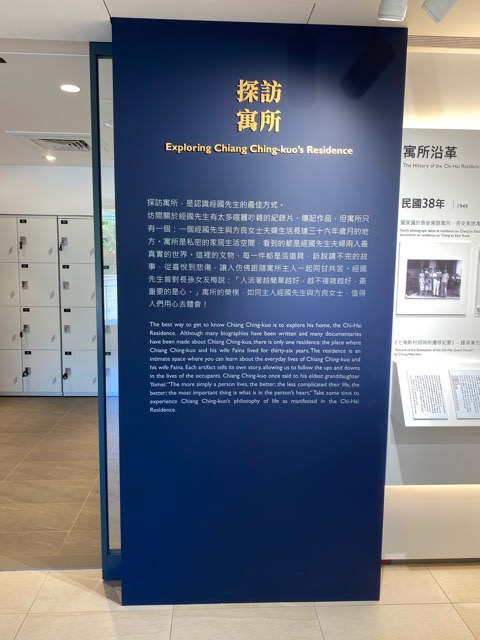 探訪
寓所
Exploring Chiang Ching-kuo's Residence
探訪寓所，是認識經國先生的最佳方式。
坊間關於經國先生有太多喧囂吵雜的紀錄片、傳記作品，但寓所只
有一個：一個經國先生與方良女士夫婦生活長達三十六年歲月的地
方。寓所是私密的家居生活空間，看到的都是經國先生夫婦兩人最
真實的世界。這裡的文物，每一件都是活道具，訴說講不完的故
事，從喜悅到悲傷，讓人彷彿跟隨寓所主人一起同甘共苦。經國
先生曾對長孫女友梅說：「人活著越簡單越好，越不複雜越好，最
重要的是心。」寓所的簡樸，如同主人經國先生與方良女士，值得
人們用心去體會！
The best way to get to know Chiang Ching-kuo is to explore his home, the Chi-Hai
Residence. Although many biographies have been written and many documentaries
have been made about Chiang Ching-kuo, there is only one residence: the place where
Chiang Ching-kuo and his wife Faina lived for thirty-six years. The residence is an
intimate space where you can learn about the everyday lives of Chiang Ching-kuo and
his wife Faina. Each artifact tells its own story, allowing us to follow the ups and downs
in the lives of the occupants. Chiang Ching-kuo once said to his eldest granddaughter
Yomei: "The more simply a person lives, the better; the less complicated their life, the
better; the most important thing is what is in the person's heart." Take some time to
experience Chiang Ching-kuo's philosophy of life as manifested in the Chi-Hai
Residence.
寓所沿革
The History of the Chi-Hai Residence
民國38年 1949